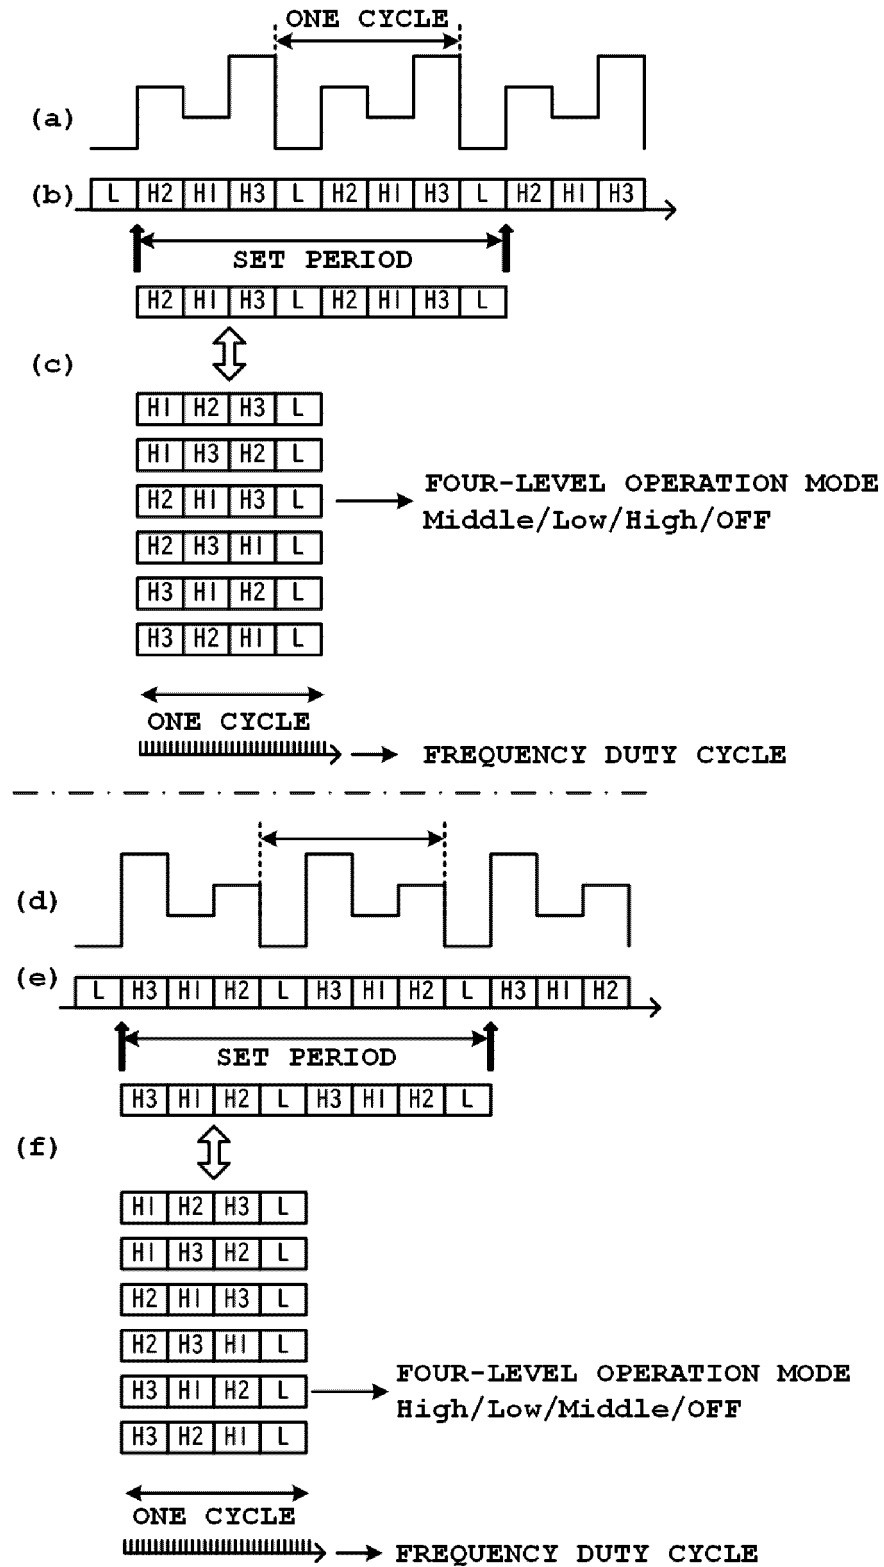 ONE CYCLE
(a)
(b) L H2 H1 H3 L H2 H1 H3 L H2 H1 H3
SET PERIOD
H2 H1 H3 L H2 H1 H3 L
(c)
H1 H2 H3 L
H1 H3 H2 L
FOUR-LEVEL OPERATION MODE
H2 H1 H3 L
Middle/Low/High/OFF
H2 H3 H1 L
H3 H1 H2 L
H3 H2 H1 L
ONE CYCLE
FREQUENCY DUTY CYCLE
(d)
(e) L H3 H1 H2 L H3 H1 H2 L H3 H1 H2
SET PERIOD
H3 H1 H2 L H3 H1 H2 L
(f)
H1 H2 H3 L
H1 H3 H2 L
H2 H1 H3 L
H2 H3 H1 L
FOUR-LEVEL OPERATION MODE
H3 H1 H2 L
High/Low/Middle/OFF
H3 H2 H1 L
ONE CYCLE
FREQUENCY DUTY CYCLE